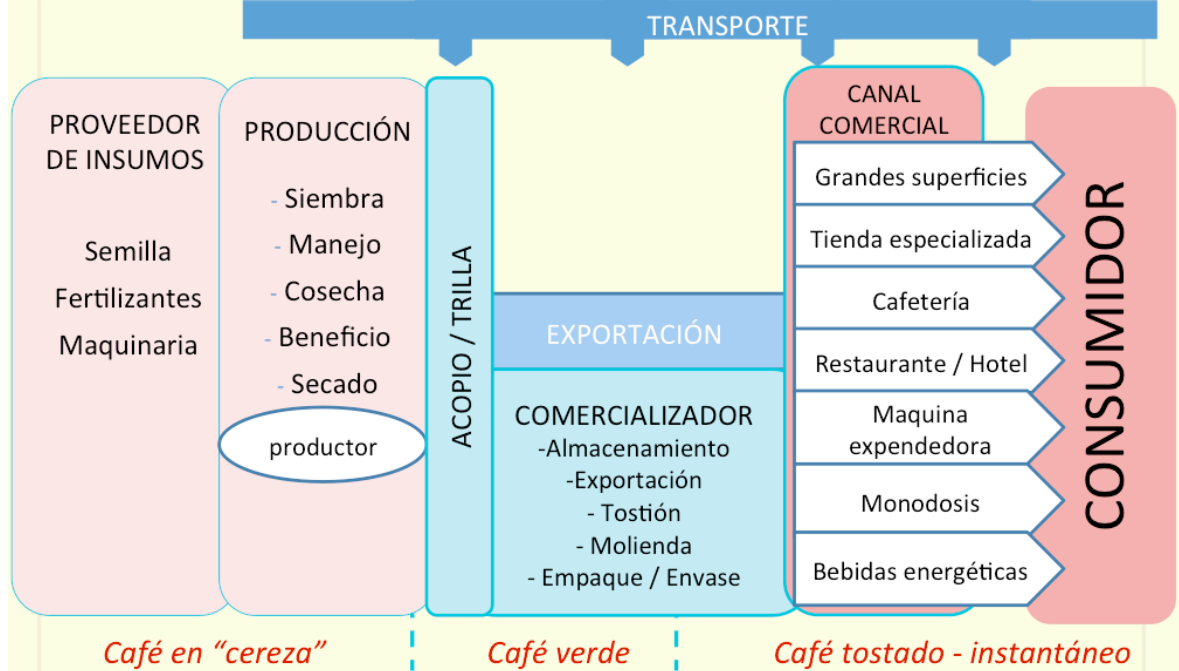 TRANSPORTE
PROVEEDOR
DE INSUMOS
Semilla
Fertilizantes
Maquinaria
PRODUCCIÓN
- Siembra
- Manejo
- Cosecha
- Beneficio
- Secado
productor
ACOPIO / TRILLA
EXPORTACIÓN
COMERCIALIZADOR
-Almacenamiento
-Exportación
- Tostión
- Molienda
- Empaque / Envase
CANAL
COMERCIAL
Grandes superficies
Tienda especializada
Cafetería
Restaurante / Hotel
Maquina
expendedora
Monodosis
Bebidas energéticas
CONSUMIDOR
Café en “cereza”
Café verde
Café tostado - instantáneo